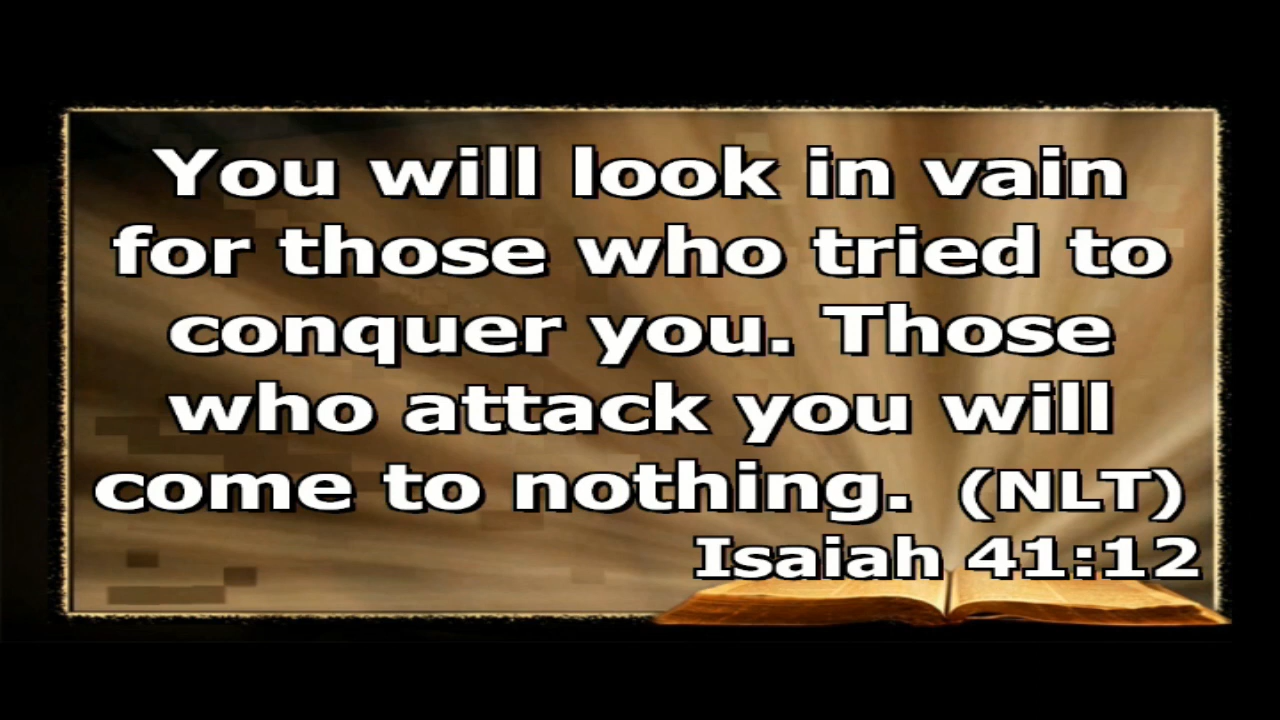 You will look in vain
for those who tried to
conquer you. Those
who attack you will
come to nothing. (NLT)
Isaiah 41:12